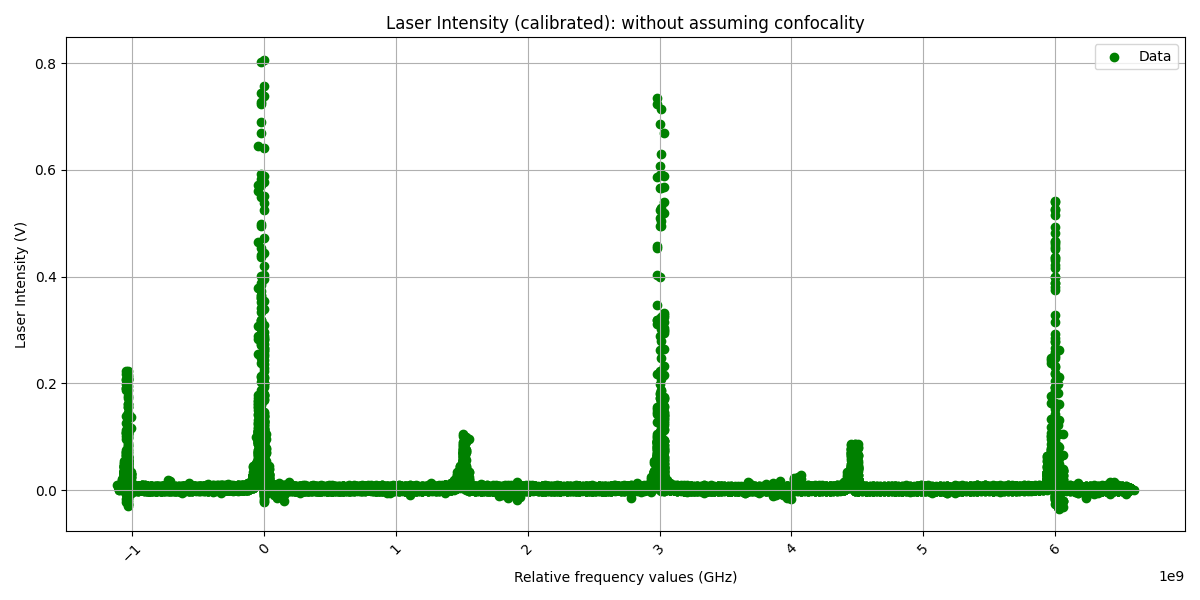 Laser Intensity (calibrated): without assuming confocality
Data
0.8
0.6
0.4
0.2
0.0
Laser Intensity (V)
−1
0
1
2
3
4
5
6
1e9
Relative frequency values (GHz)